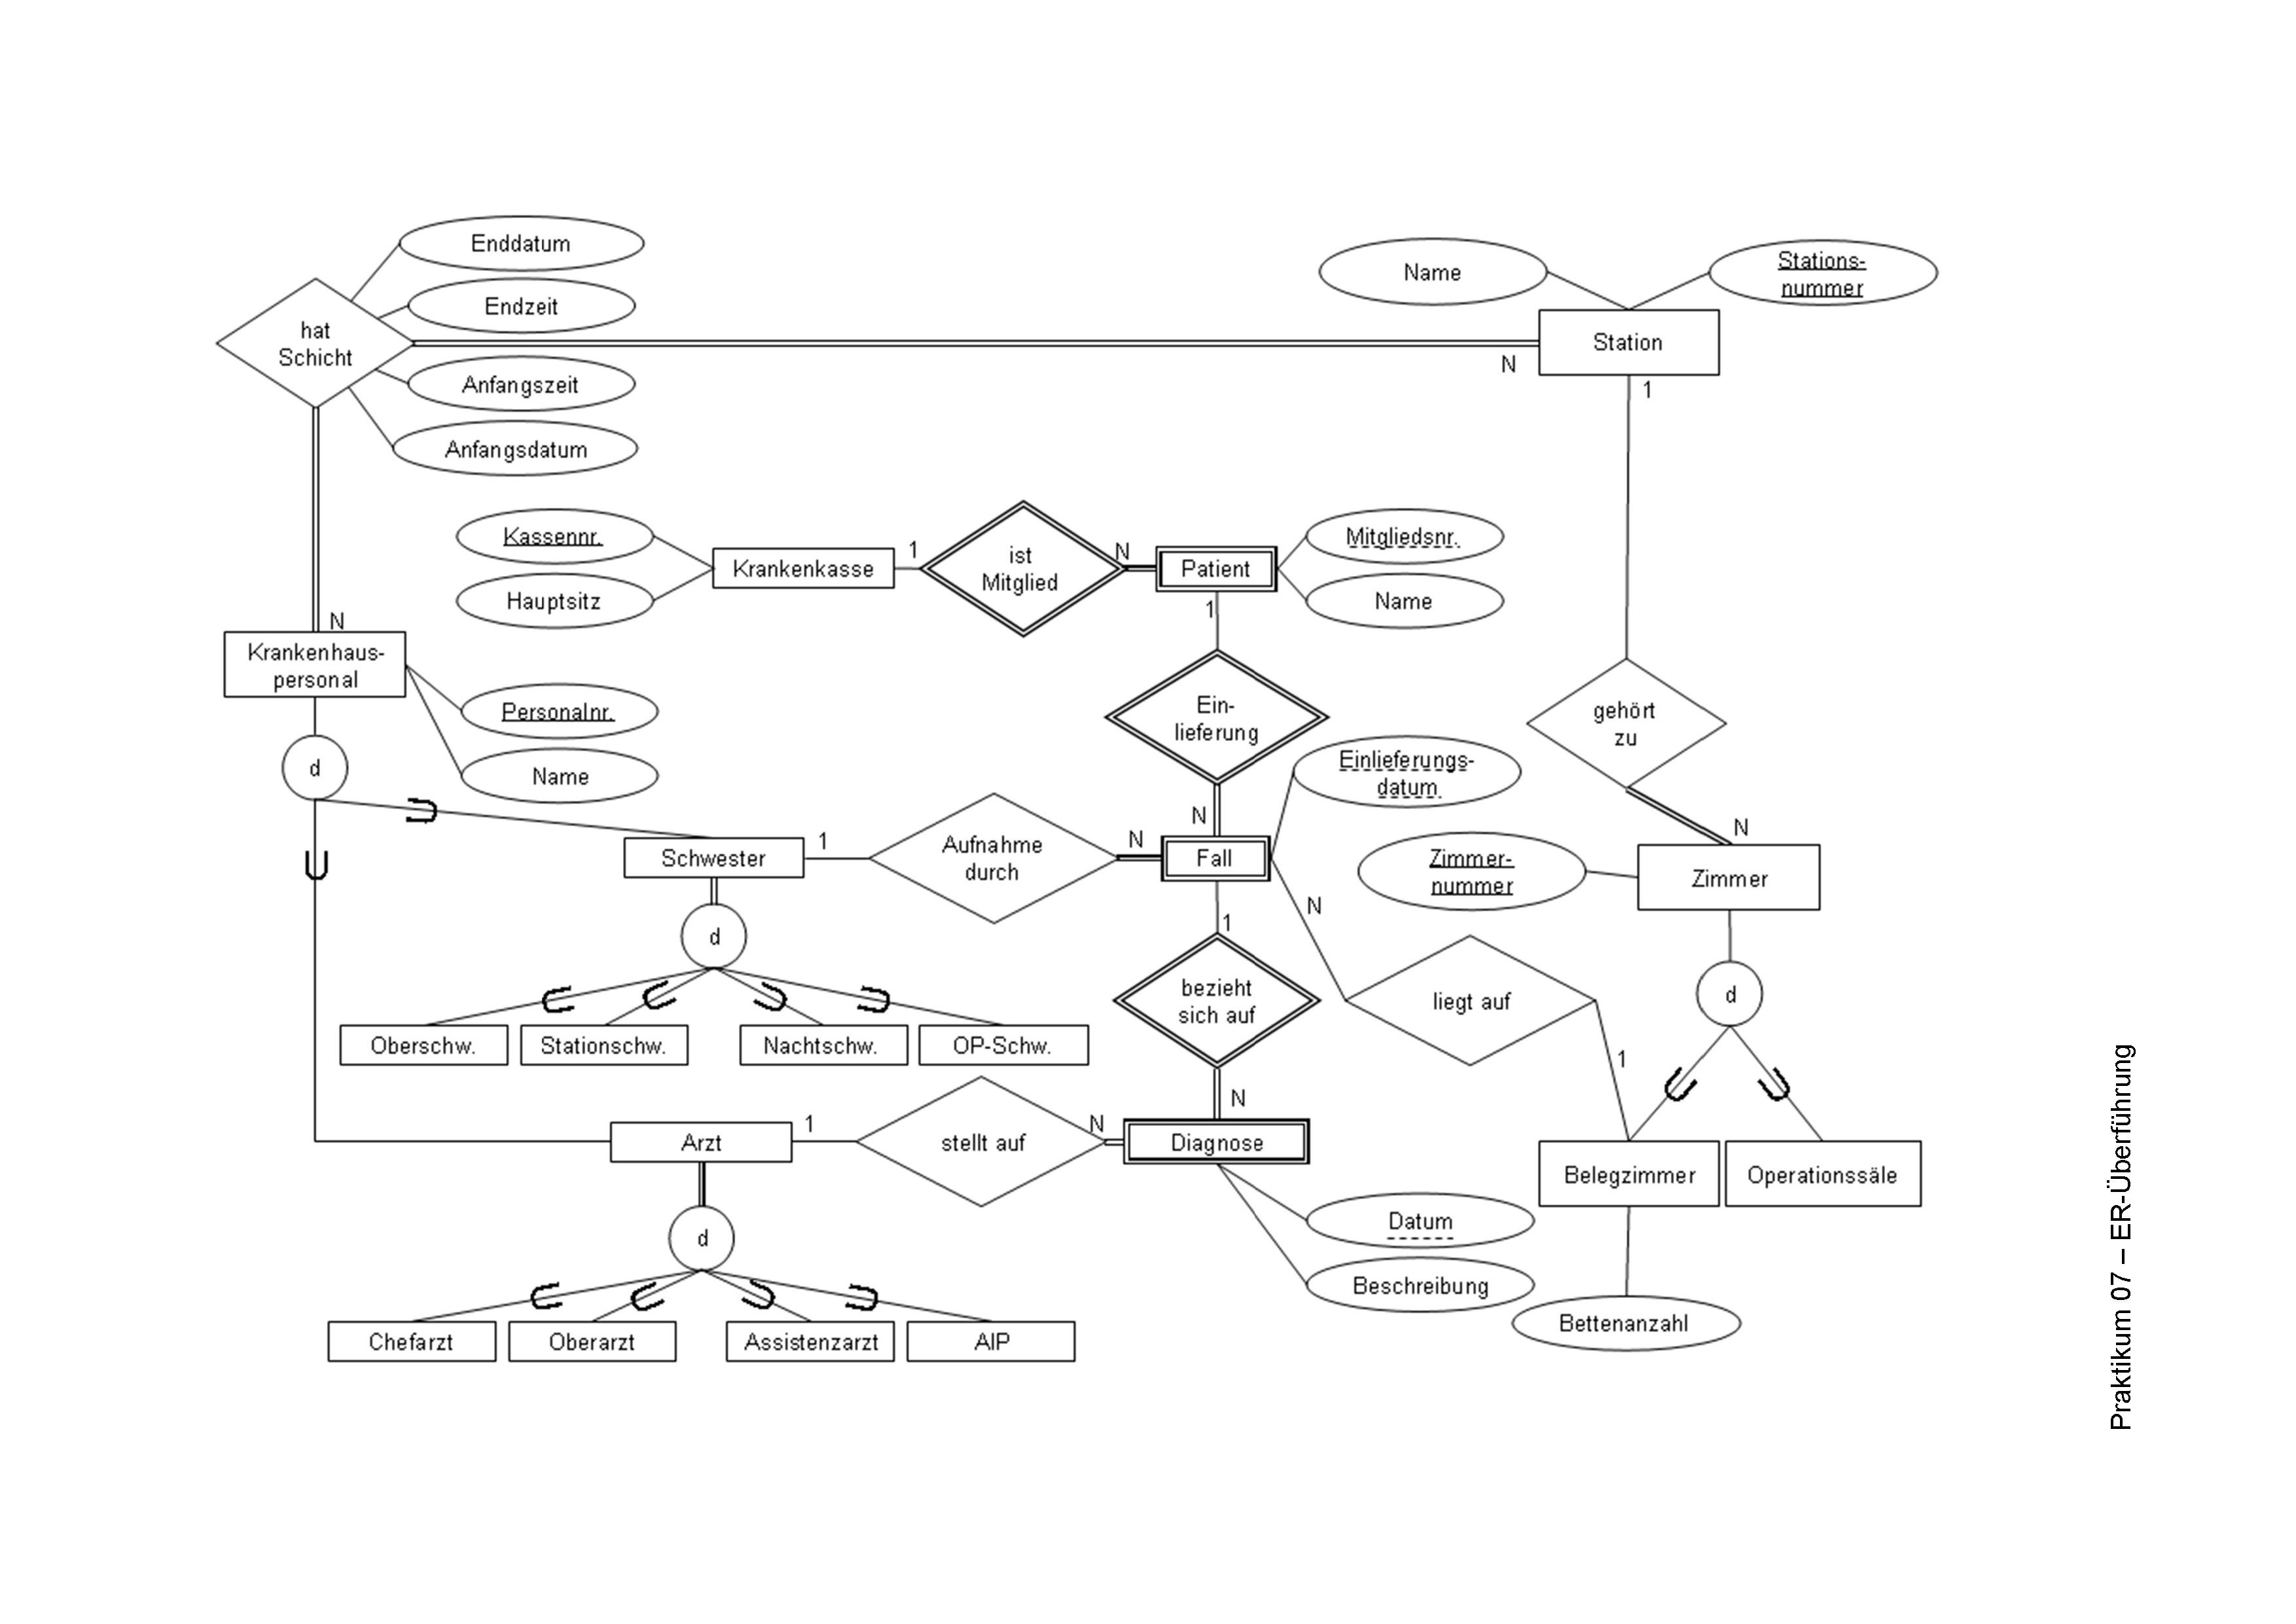 Enddatum
Endzeit
hat
Schicht
Anfangszeit
Anfangsdatum
Name
Stations-
nummer
Station
N
1
Kassennr.
Hauptsitz
Krankenkasse
1
ist
Mitglied
N
Patient
Mitgliedsnr.
Name
1
N
Krankenhaus-
personal
Personalnr.
Name
d
Ein-
lieferung
N
Einlieferungs-
datum
gehört
zu
N
Schwester
1
Aufnahme
durch
N
Fall
Zimmer-
nummer
Zimmer
N
1
d
Oberschw.
Stationschw.
Nachtschw.
OP-Schw.
bezieht
sich auf
liegt auf
1
d
N
Arzt
1
stellt auf
N
Diagnose
Belegzimmer
Operationssäle
Datum
Beschreibung
Bettenanzahl
d
Chefarzt
Oberarzt
Assistenzarzt
AIP
Praktikum 07 – ER-Überführung